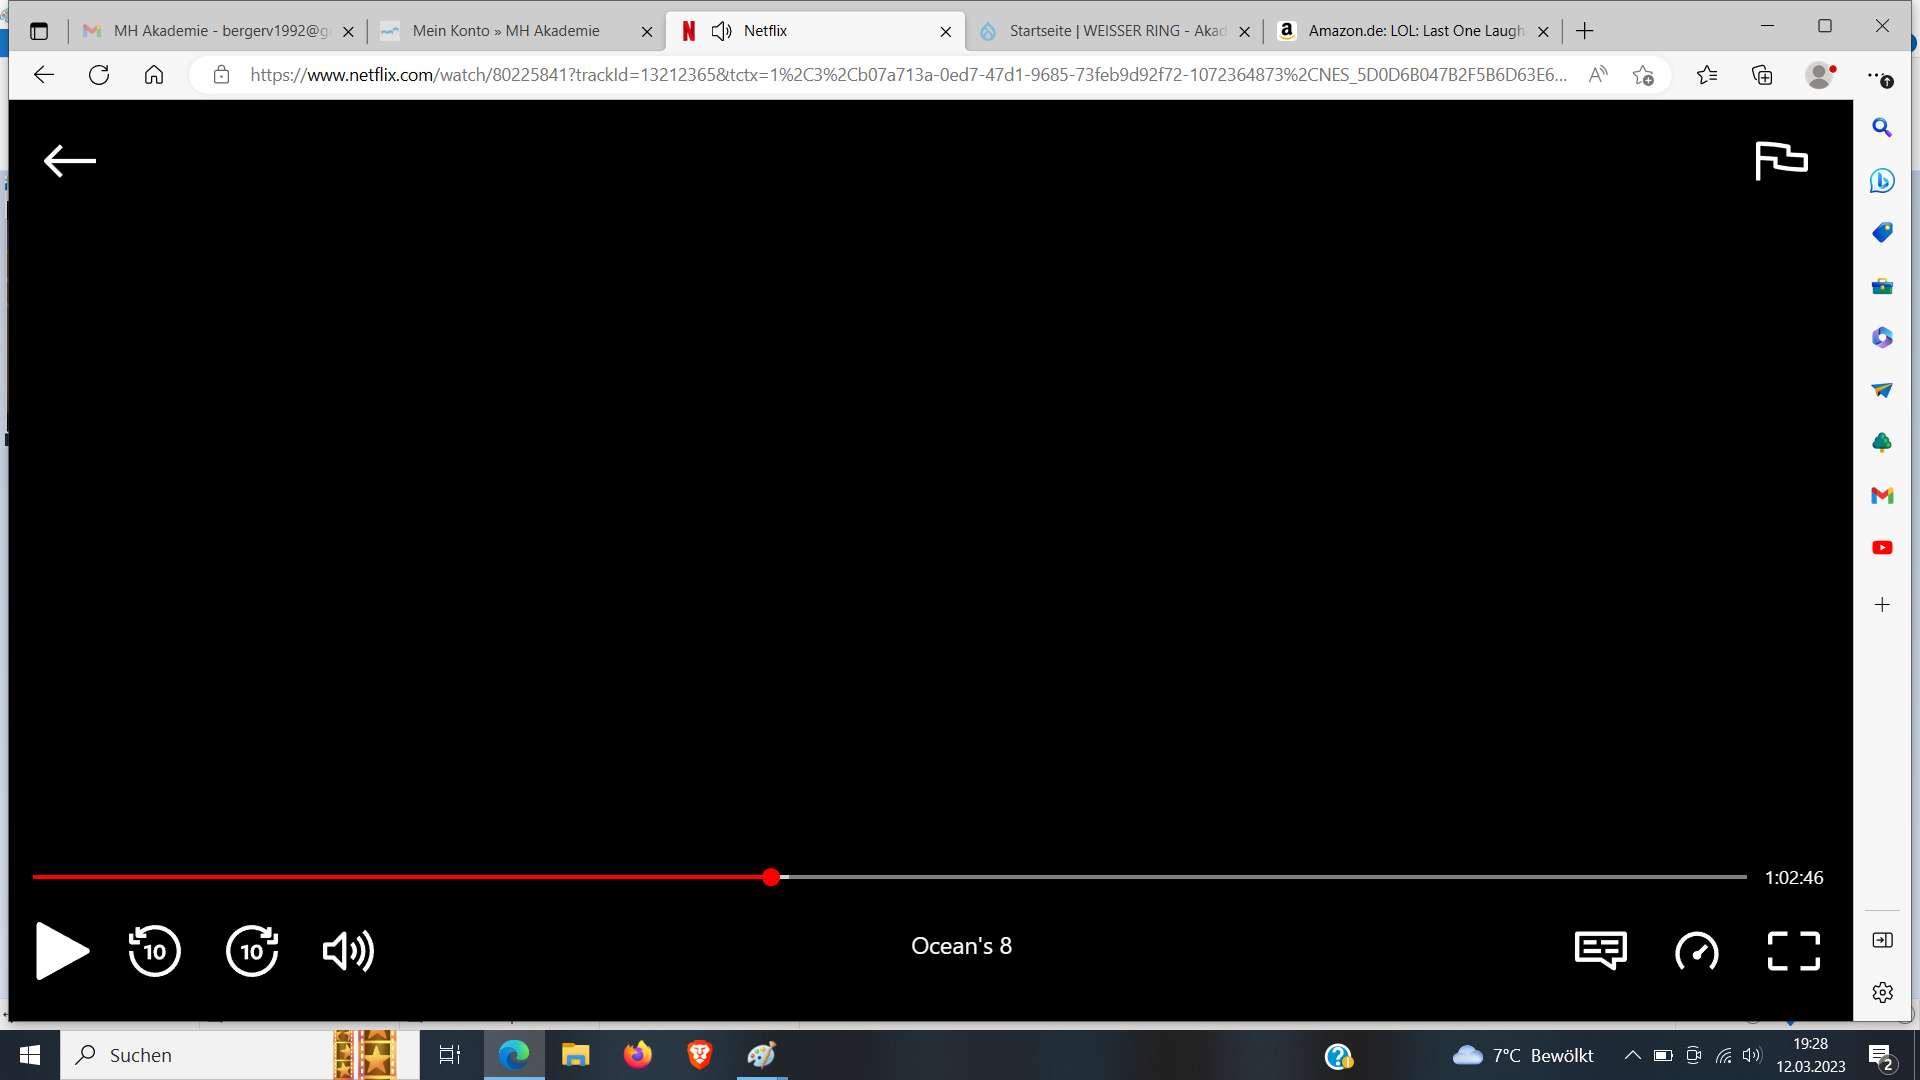 MH Akademie - bergerv1992@g
Mein Konto » MH Akademie
Netflix
Startseite | WEISSER RING - Akad
Amazon.de: LOL: Last One Laugh
https://www.netflix.com/watch/80225841?trackId=13212365&tctx=1%2C3%2Cb07a713a-0ed7-47d1-9685-73feb9d92f72-1072364873%2CNES_5D0D6B047B2F5B6D63E6...
1:02:46
10
10
Ocean's 8
Suchen
7°C Bewölkt
19:28
12.03.2023
2